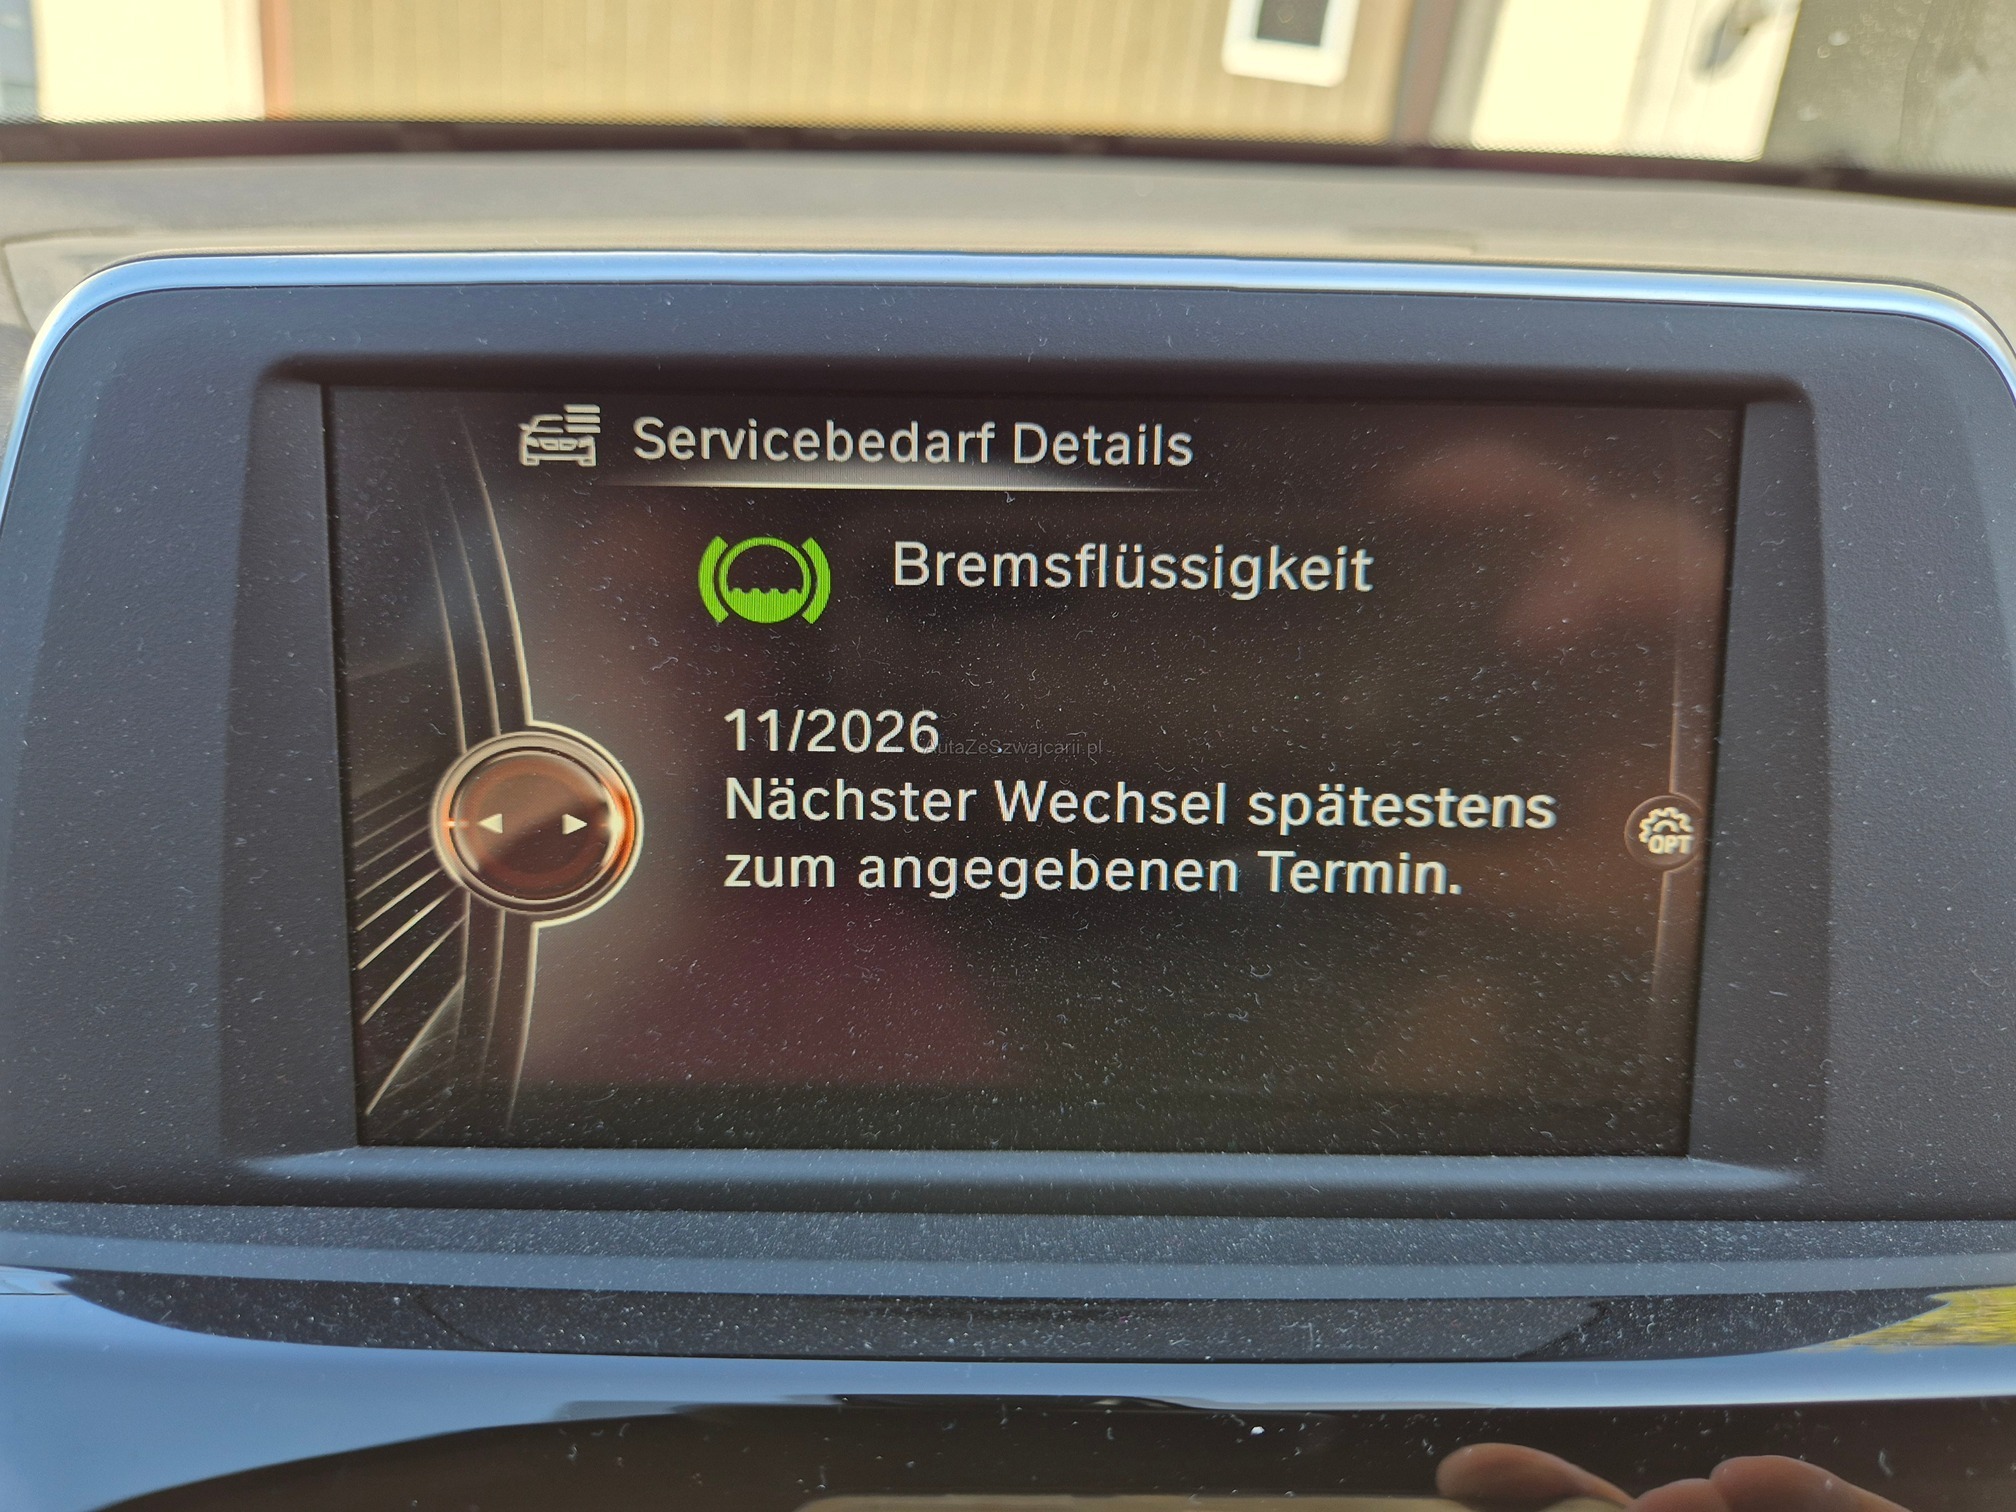 Servicebedarf Details
Bremsflüssigkeit
11/2026
AutaZeSzwajcarii.pl
Nächster Wechsel spätestens
zum angegebenen Termin.
OPT